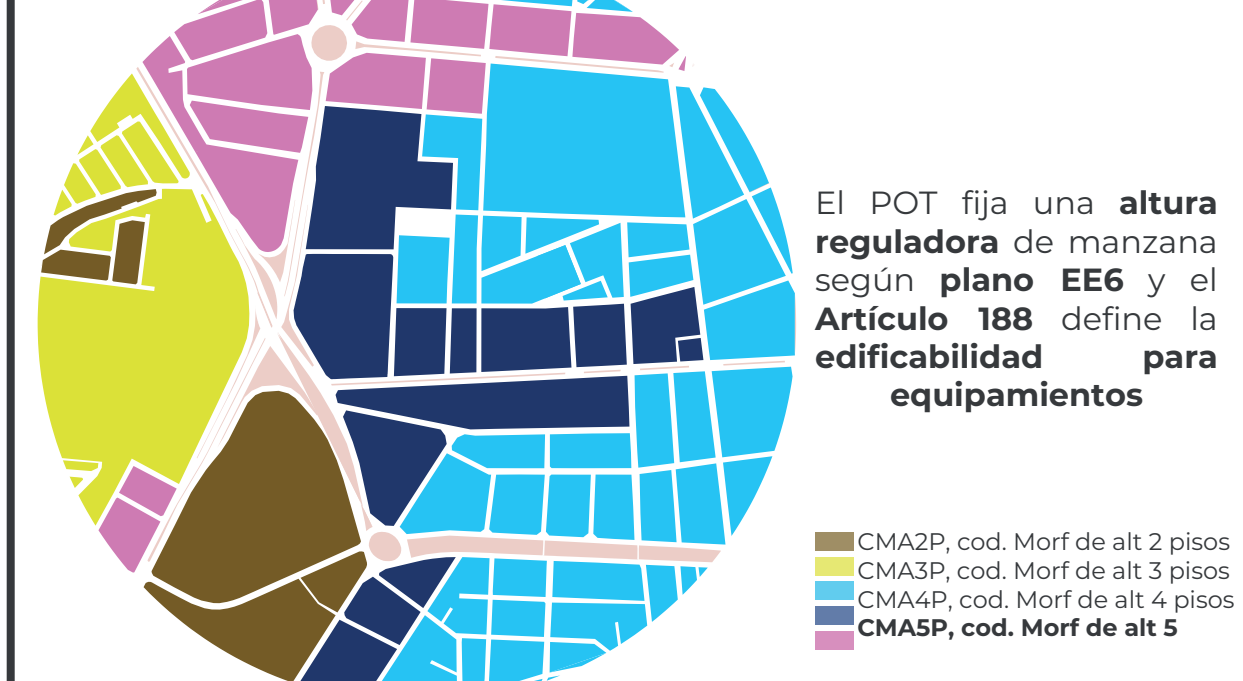 El POT fija una altura
reguladora de manzana
según plano EE6 y el
Artículo 188 define la
edificabilidad para
equipamientos
CMA2P, cod. Morf de alt 2 pisos
CMA3P, cod. Morf de alt 3 pisos
CMA4P, cod. Morf de alt 4 pisos
CMA5P, cod. Morf de alt 5